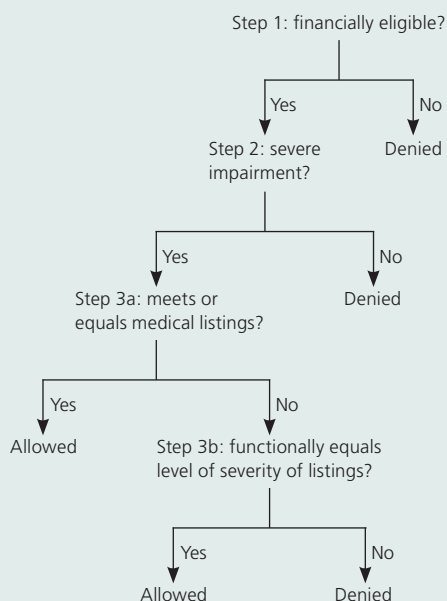 Step 1: financially eligible?
Yes
No
Step 2: severe
impairment?
Denied
Yes
No
Step 3a: meets or
equals medical listings?
Denied
Yes
No
Allowed
Step 3b: functionally equals
level of severity of listings?
Yes
No
Allowed
Denied